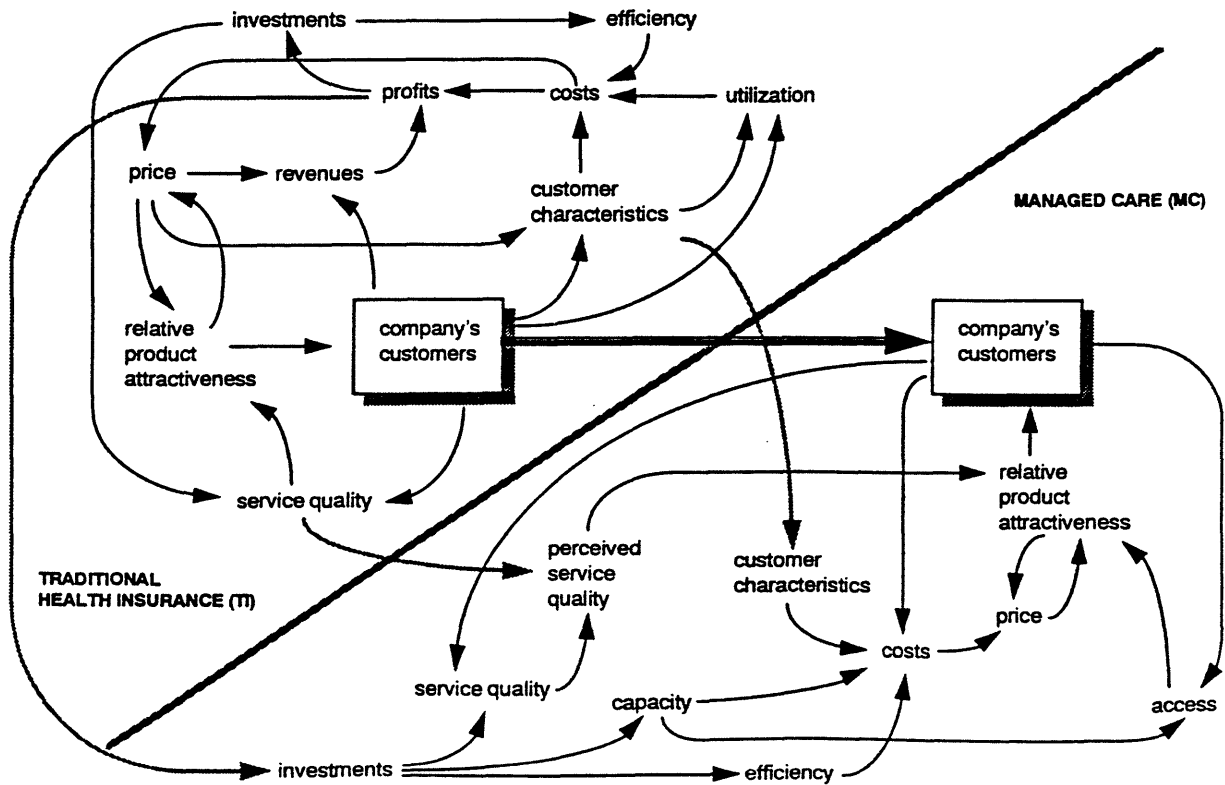 investments
efficiency
profits
costs
utilization
price
revenues
customer
characteristics
MANAGED CARE (MC)
relative
product
attractiveness
company's
customers
company's
customers
service quality
relative
product
attractiveness
perceived
service
quality
customer
characteristics
TRADITIONAL
HEALTH INSURANCE (TI)
price
costs
service quality
capacity
access
investments
efficiency